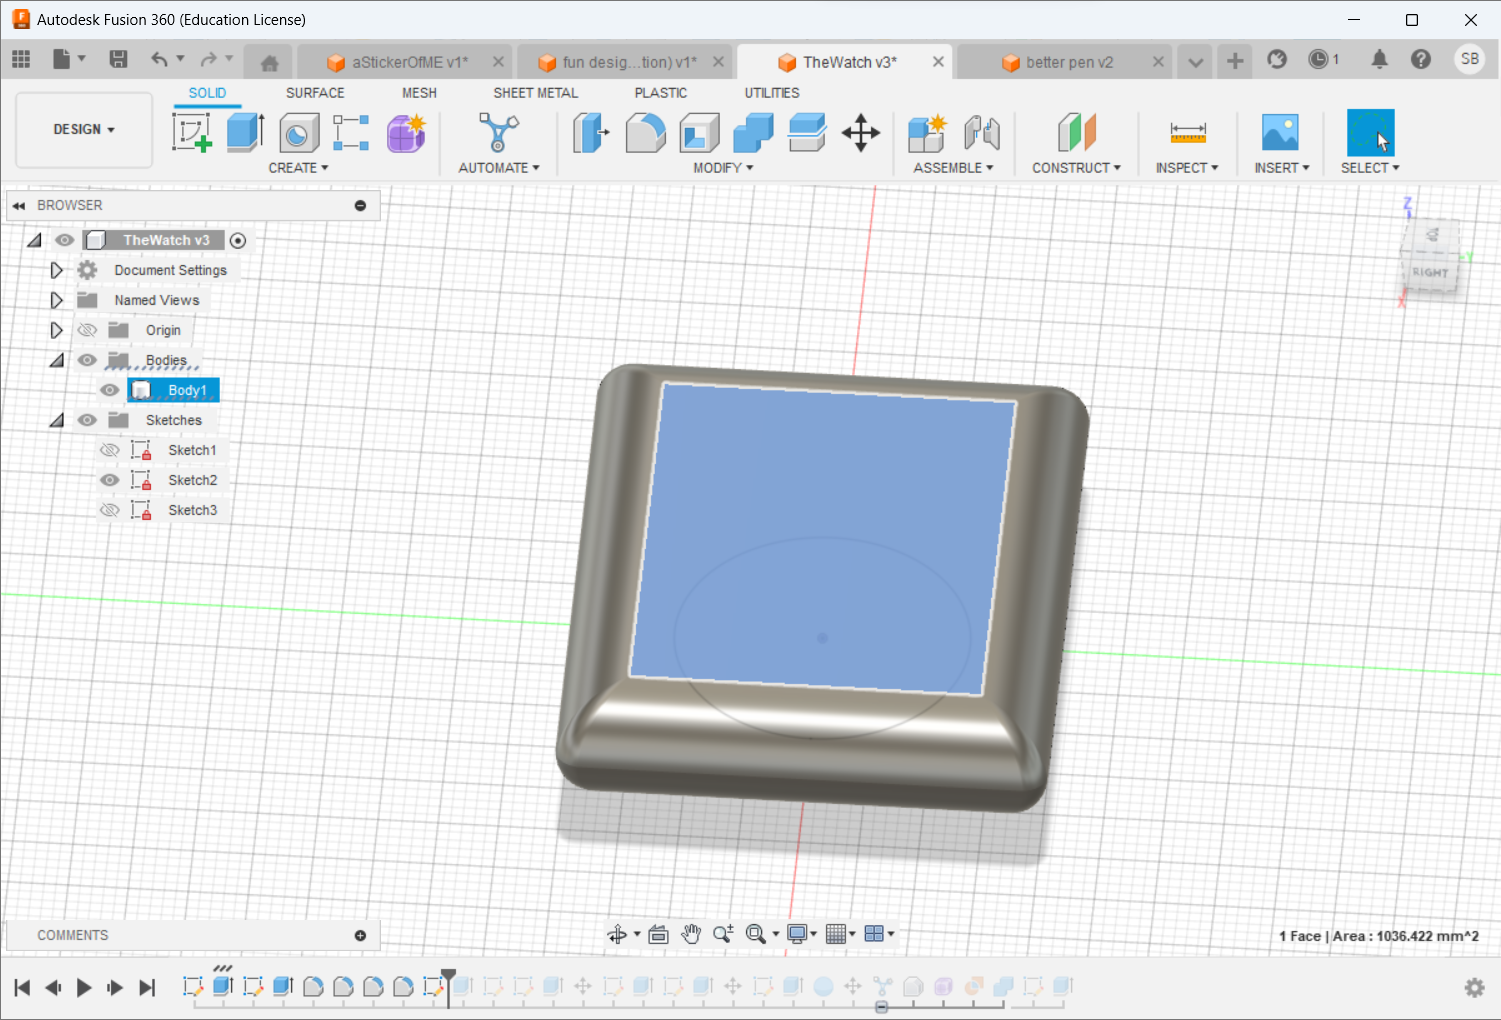 Autodesk Fusion 360 (Education License)
aStickerOfME v1*
fun desig...tion) v1*
TheWatch v3*
better pen v2
1
SB
SOLID SURFACE MESH SHEET METAL PLASTIC UTILITIES
DESIGN
CREATE AUTOMATE MODIFY ASSEMBLE CONSTRUCT INSPECT INSERT SELECT
BROWSER
TheWatch v3
Document Settings
Named Views
Origin
Bodies
Body1
Sketches
Sketch1
Sketch2
Sketch3
Z
RIGHT
Y
X
COMMENTS
1 Face | Area : 1036.422 mm^2